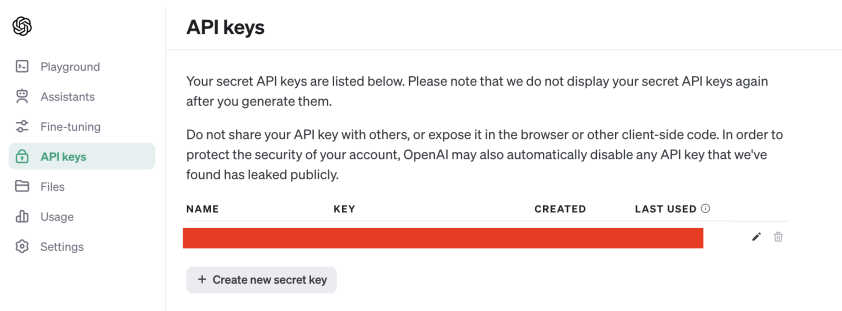 API keys
Playground
Assistants
Fine-tuning
API keys
Files
Usage
Settings
Your secret API keys are listed below. Please note that we do not display your secret API keys again
after you generate them.
Do not share your API key with others, or expose it in the browser or other client-side code. In order to
protect the security of your account, OpenAI may also automatically disable any API key that we've
found has leaked publicly.
NAME KEY CREATED LAST USED
+ Create new secret key